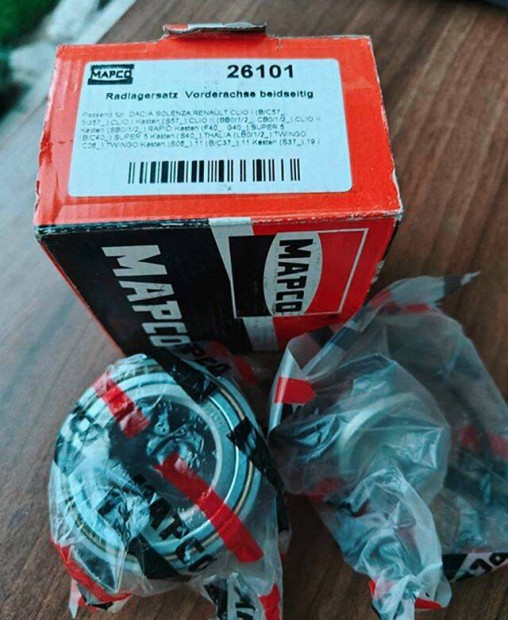 MAPCO
26101
Radlagersatz Vorderachse beidseitig
Passend für: DACIA SOLENZA,RENAULT CLIO I (B/C57_,
5/357_),CLIO I Kasten (S57_),CLIO II (BB0/1/2_, CB0/1/2_),CLIO II
Kasten (SB0/1/2_),RAPID Kasten (F40_, G40_),SUPER 5
(B/C40_),SUPER 5 Kasten (S40_),THALIA (LB0/1/2_),TWINGO
C06_),TWINGO Kasten (S06_),11 (B/C37_),11 Kasten (S37_),19 I
MAPCO
MAPCO
MAPCO
MAPCO